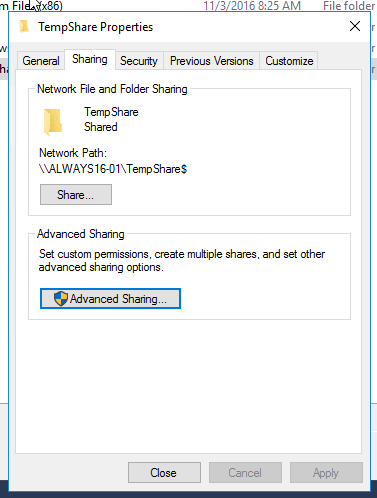 m File (x86)
11/3/2016 8:25 AM
File folder
TempShare Properties
File folder
General
Sharing
Security
Previous Versions
Customize
Network File and Folder Sharing
TempShare
Shared
Network Path:
\\ALWAYS16-01\TempShare$
Share...
Advanced Sharing
Set custom permissions, create multiple shares, and set other
advanced sharing options.
Advanced Sharing...
Close
Cancel
Apply